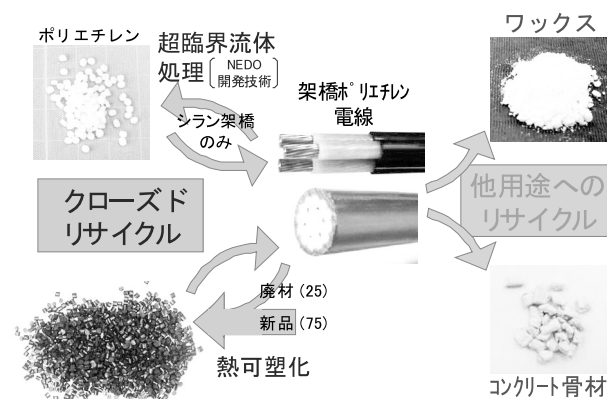 ポリエチレン
超臨界流体
処理
NEDO
開発技術
シラン架橋
のみ
架橋ﾎﾟﾘｴﾁﾚﾝ
電線
ワックス
クローズド
リサイクル
他用途への
リサイクル
廃材(25)
新品(75)
熱可塑化
ｺﾝｸﾘｰﾄ骨材